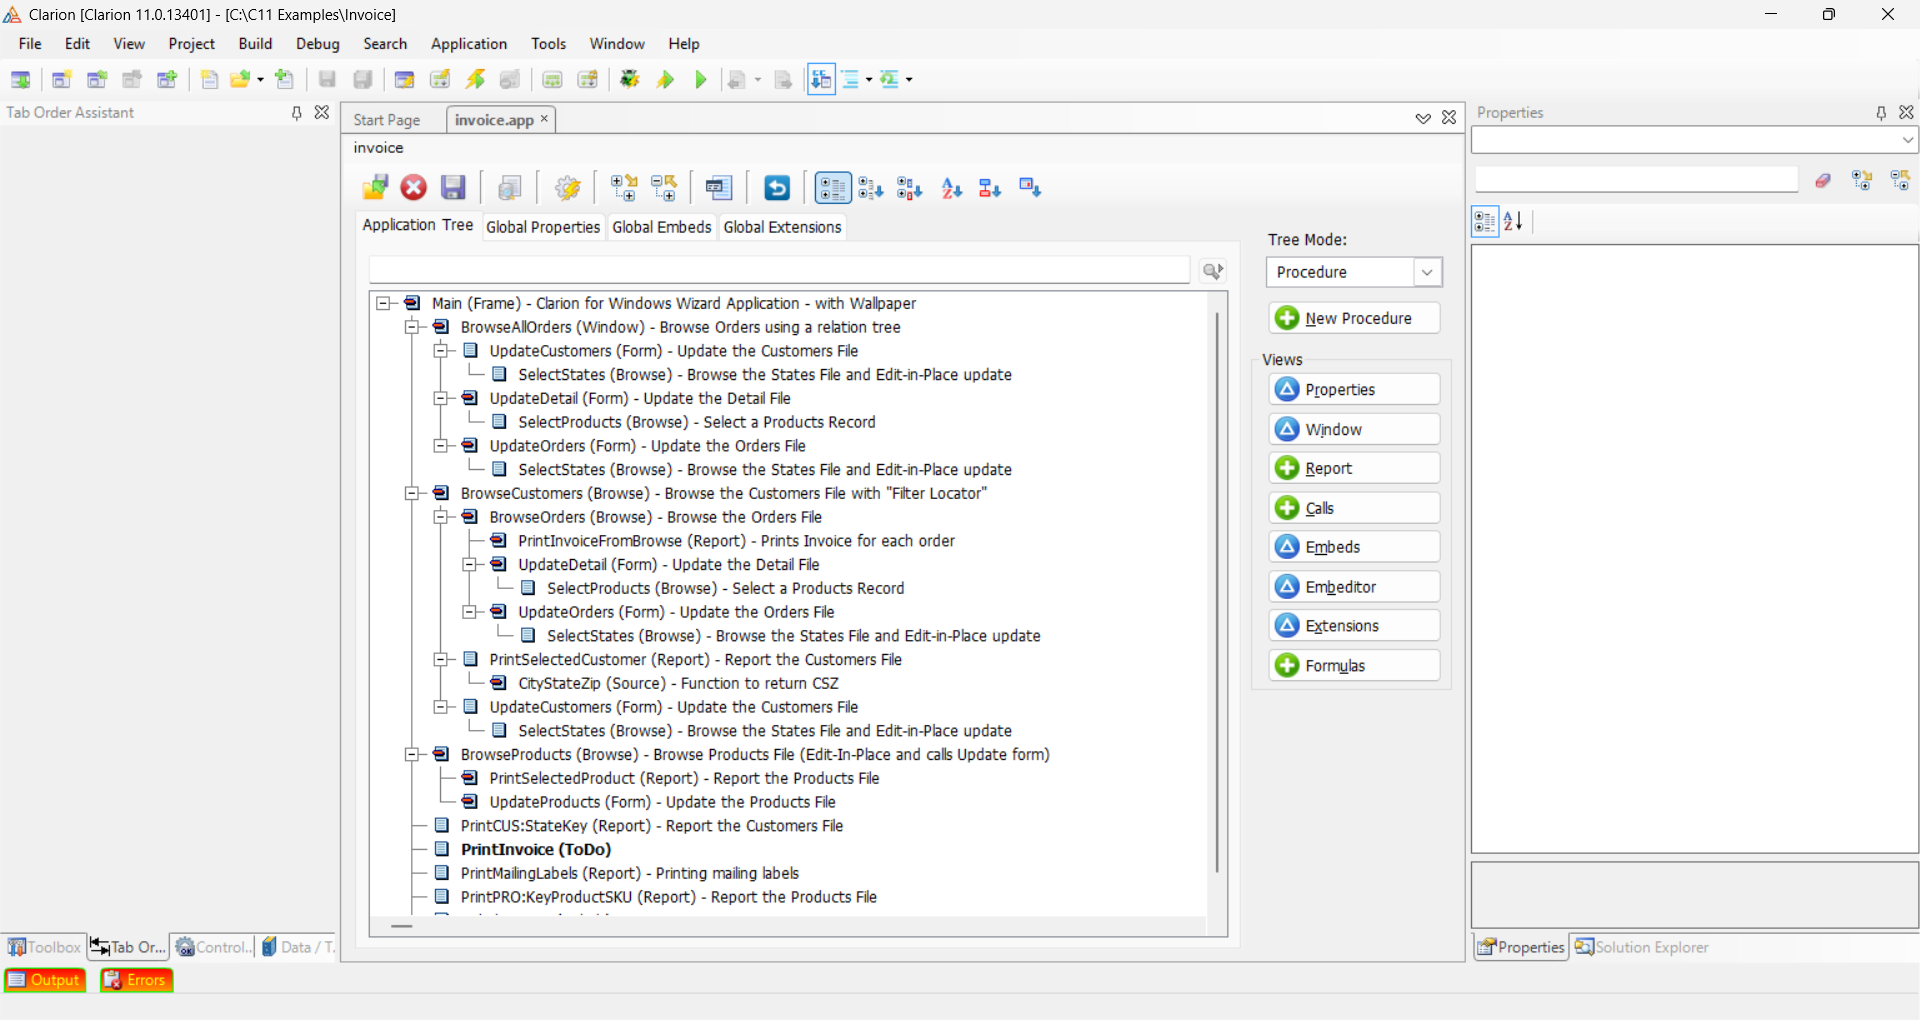 Clarion [Clarion 11.0.13401] - [C:\C11 Examples\Invoice]
File Edit View Project Build Debug Search Application Tools Window Help
Tab Order Assistant
Start Page
invoice.app
Properties
invoice
Application Tree
Global Properties
Global Embeds
Global Extensions
Main (Frame) - Clarion for Windows Wizard Application - with Wallpaper
BrowseAllOrders (Window) - Browse Orders using a relation tree
UpdateCustomers (Form) - Update the Customers File
SelectStates (Browse) - Browse the States File and Edit-in-Place update
UpdateDetail (Form) - Update the Detail File
SelectProducts (Browse) - Select a Products Record
UpdateOrders (Form) - Update the Orders File
SelectStates (Browse) - Browse the States File and Edit-in-Place update
BrowseCustomers (Browse) - Browse the Customers File with "Filter Locator"
BrowseOrders (Browse) - Browse the Orders File
PrintInvoiceFromBrowse (Report) - Prints Invoice for each order
UpdateDetail (Form) - Update the Detail File
SelectProducts (Browse) - Select a Products Record
UpdateOrders (Form) - Update the Orders File
SelectStates (Browse) - Browse the States File and Edit-in-Place update
PrintSelectedCustomer (Report) - Report the Customers File
CityStateZip (Source) - Function to return CSZ
UpdateCustomers (Form) - Update the Customers File
SelectStates (Browse) - Browse the States File and Edit-in-Place update
BrowseProducts (Browse) - Browse Products File (Edit-In-Place and calls Update form)
PrintSelectedProduct (Report) - Report the Products File
UpdateProducts (Form) - Update the Products File
PrintCUS:StateKey (Report) - Report the Customers File
PrintInvoice (ToDo)
PrintMailingLabels (Report) - Printing mailing labels
PrintPRO:KeyProductSKU (Report) - Report the Products File
Tree Mode:
Procedure
New Procedure
Views
Properties
Window
Report
Calls
Embeds
Embeditor
Extensions
Formulas
Toolbox
Tab Or...
Control...
Data / T...
Properties
Solution Explorer
Output
Errors